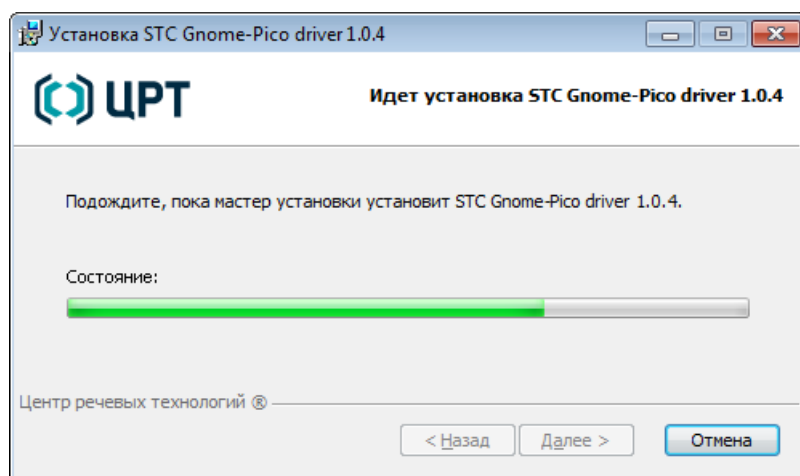 Установка STC Gnome-Pico driver 1.0.4
ЦРТ
Идет установка STC Gnome-Pico driver 1.0.4
Подождите, пока мастер установки установит STC Gnome-Pico driver 1.0.4.
Состояние:
Центр речевых технологий ®
< Назад
Далее >
Отмена